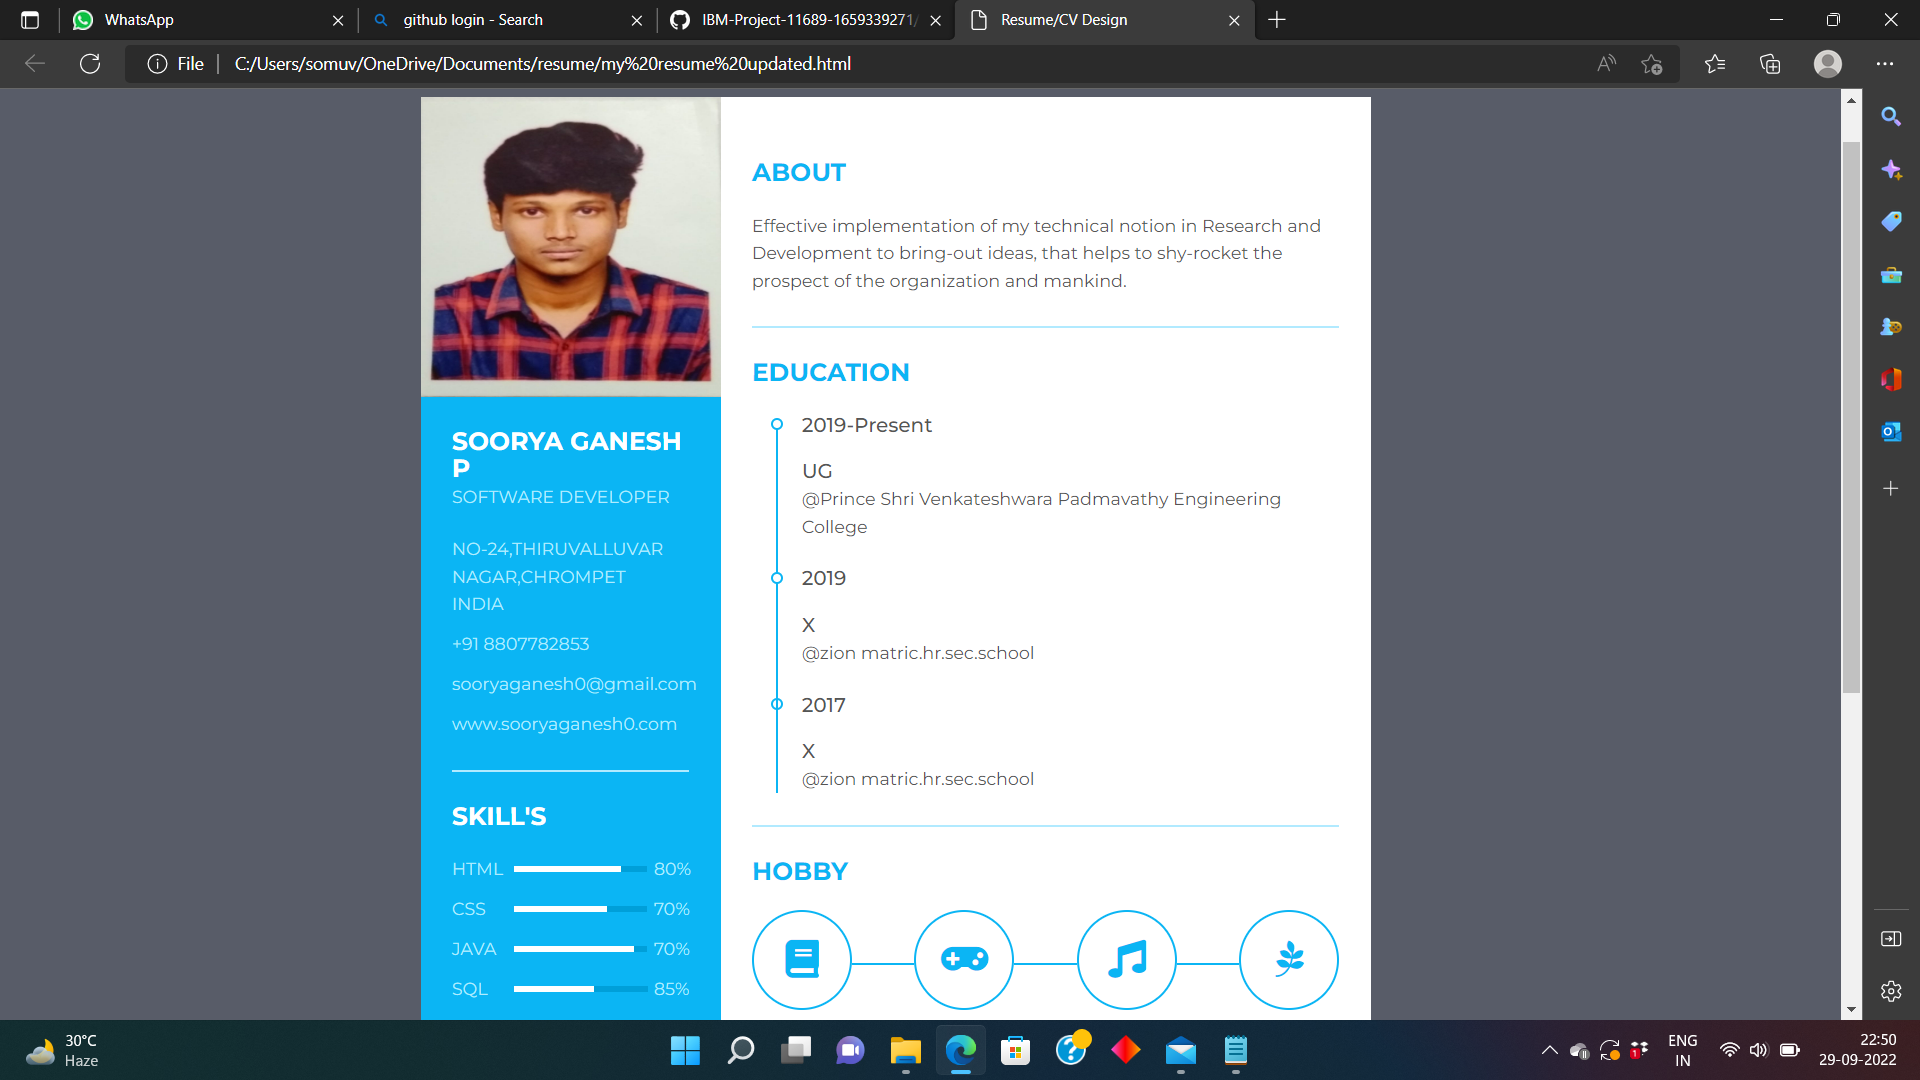 WhatsApp
github login - Search
IBM-Project-11689-1659339271/
Resume/CV Design
File
C:/Users/somuv/OneDrive/Documents/resume/my%20resume%20updated.html
ABOUT
Effective implementation of my technical notion in Research and
Development to bring-out ideas, that helps to shy-rocket the
prospect of the organization and mankind.
EDUCATION
2019-Present
UG
@Prince Shri Venkateshwara Padmavathy Engineering
College
2019
X
@zion matric.hr.sec.school
2017
X
@zion matric.hr.sec.school
HOBBY
SOORYA GANESH
P
SOFTWARE DEVELOPER
NO-24,THIRUVALLUVAR
NAGAR,CHROMPET
INDIA
+91 8807782853
sooryaganesh0@gmail.com
www.sooryaganesh0.com
SKILL'S
HTML 80%
CSS 70%
JAVA 70%
SQL 85%
30°C
Haze
1
ENG
IN
22:50
29-09-2022